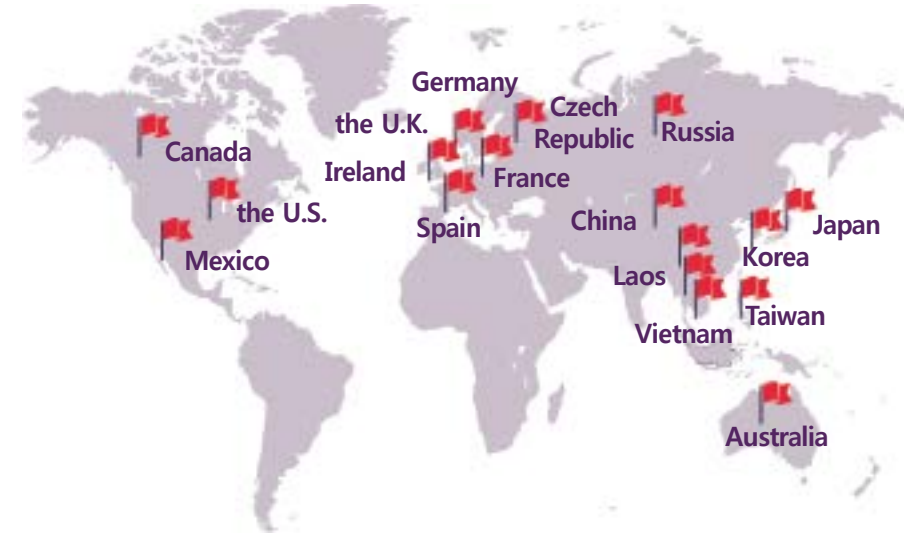 Germany
the U.K.
Czech
Republic
Russia
Canada
Ireland
France
the U.S.
Spain
China
Japan
Mexico
Korea
Laos
Taiwan
Vietnam
Australia